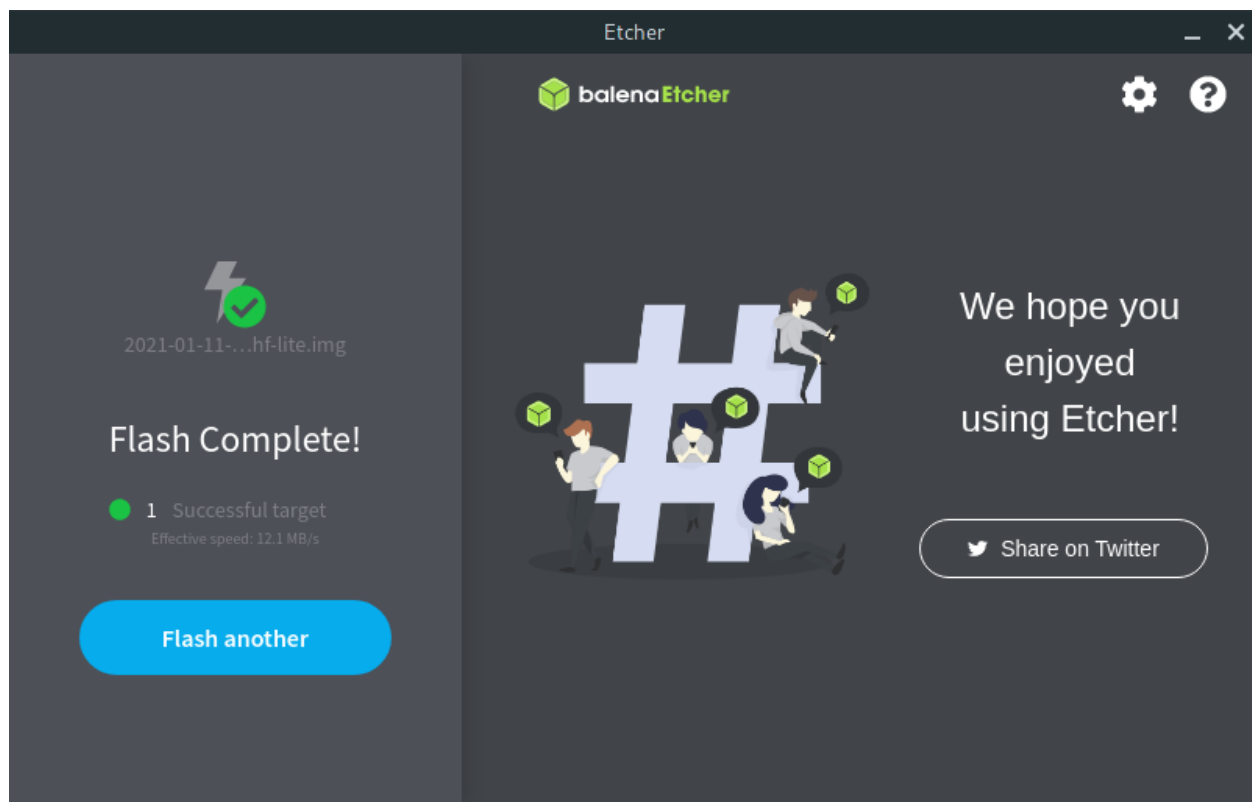 Etcher
balenaEtcher
2021-01-11-...hf-lite.img
Flash Complete!
1 Successful target
Effective speed: 12.1 MB/s
Flash another
We hope you
enjoyed
using Etcher!
Share on Twitter